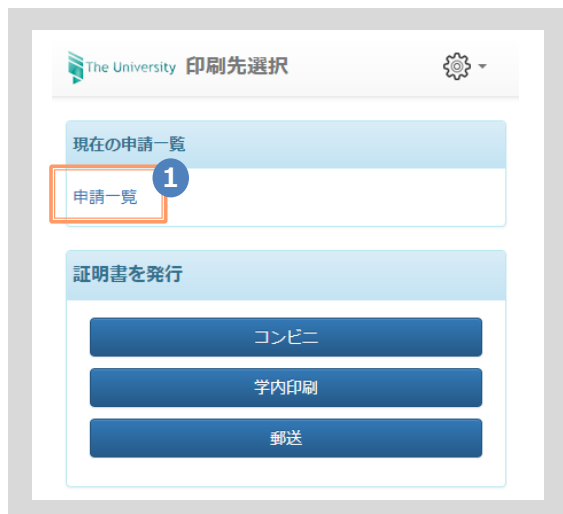 The University 印刷先選択
現在の申請一覧
1
申請一覧
証明書を発行
コンビニ
学内印刷
郵送